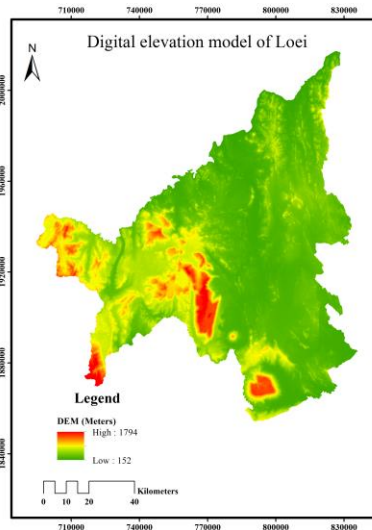 710000 740000 770000 800000 830000
Digital elevation model of Loei
N
2000000
1960000
1920000
1880000
1840000
Legend
DEM (Meters)
High : 1794
Low : 152
Kilometers
0 5 10 20 40
710000 740000 770000 800000 830000